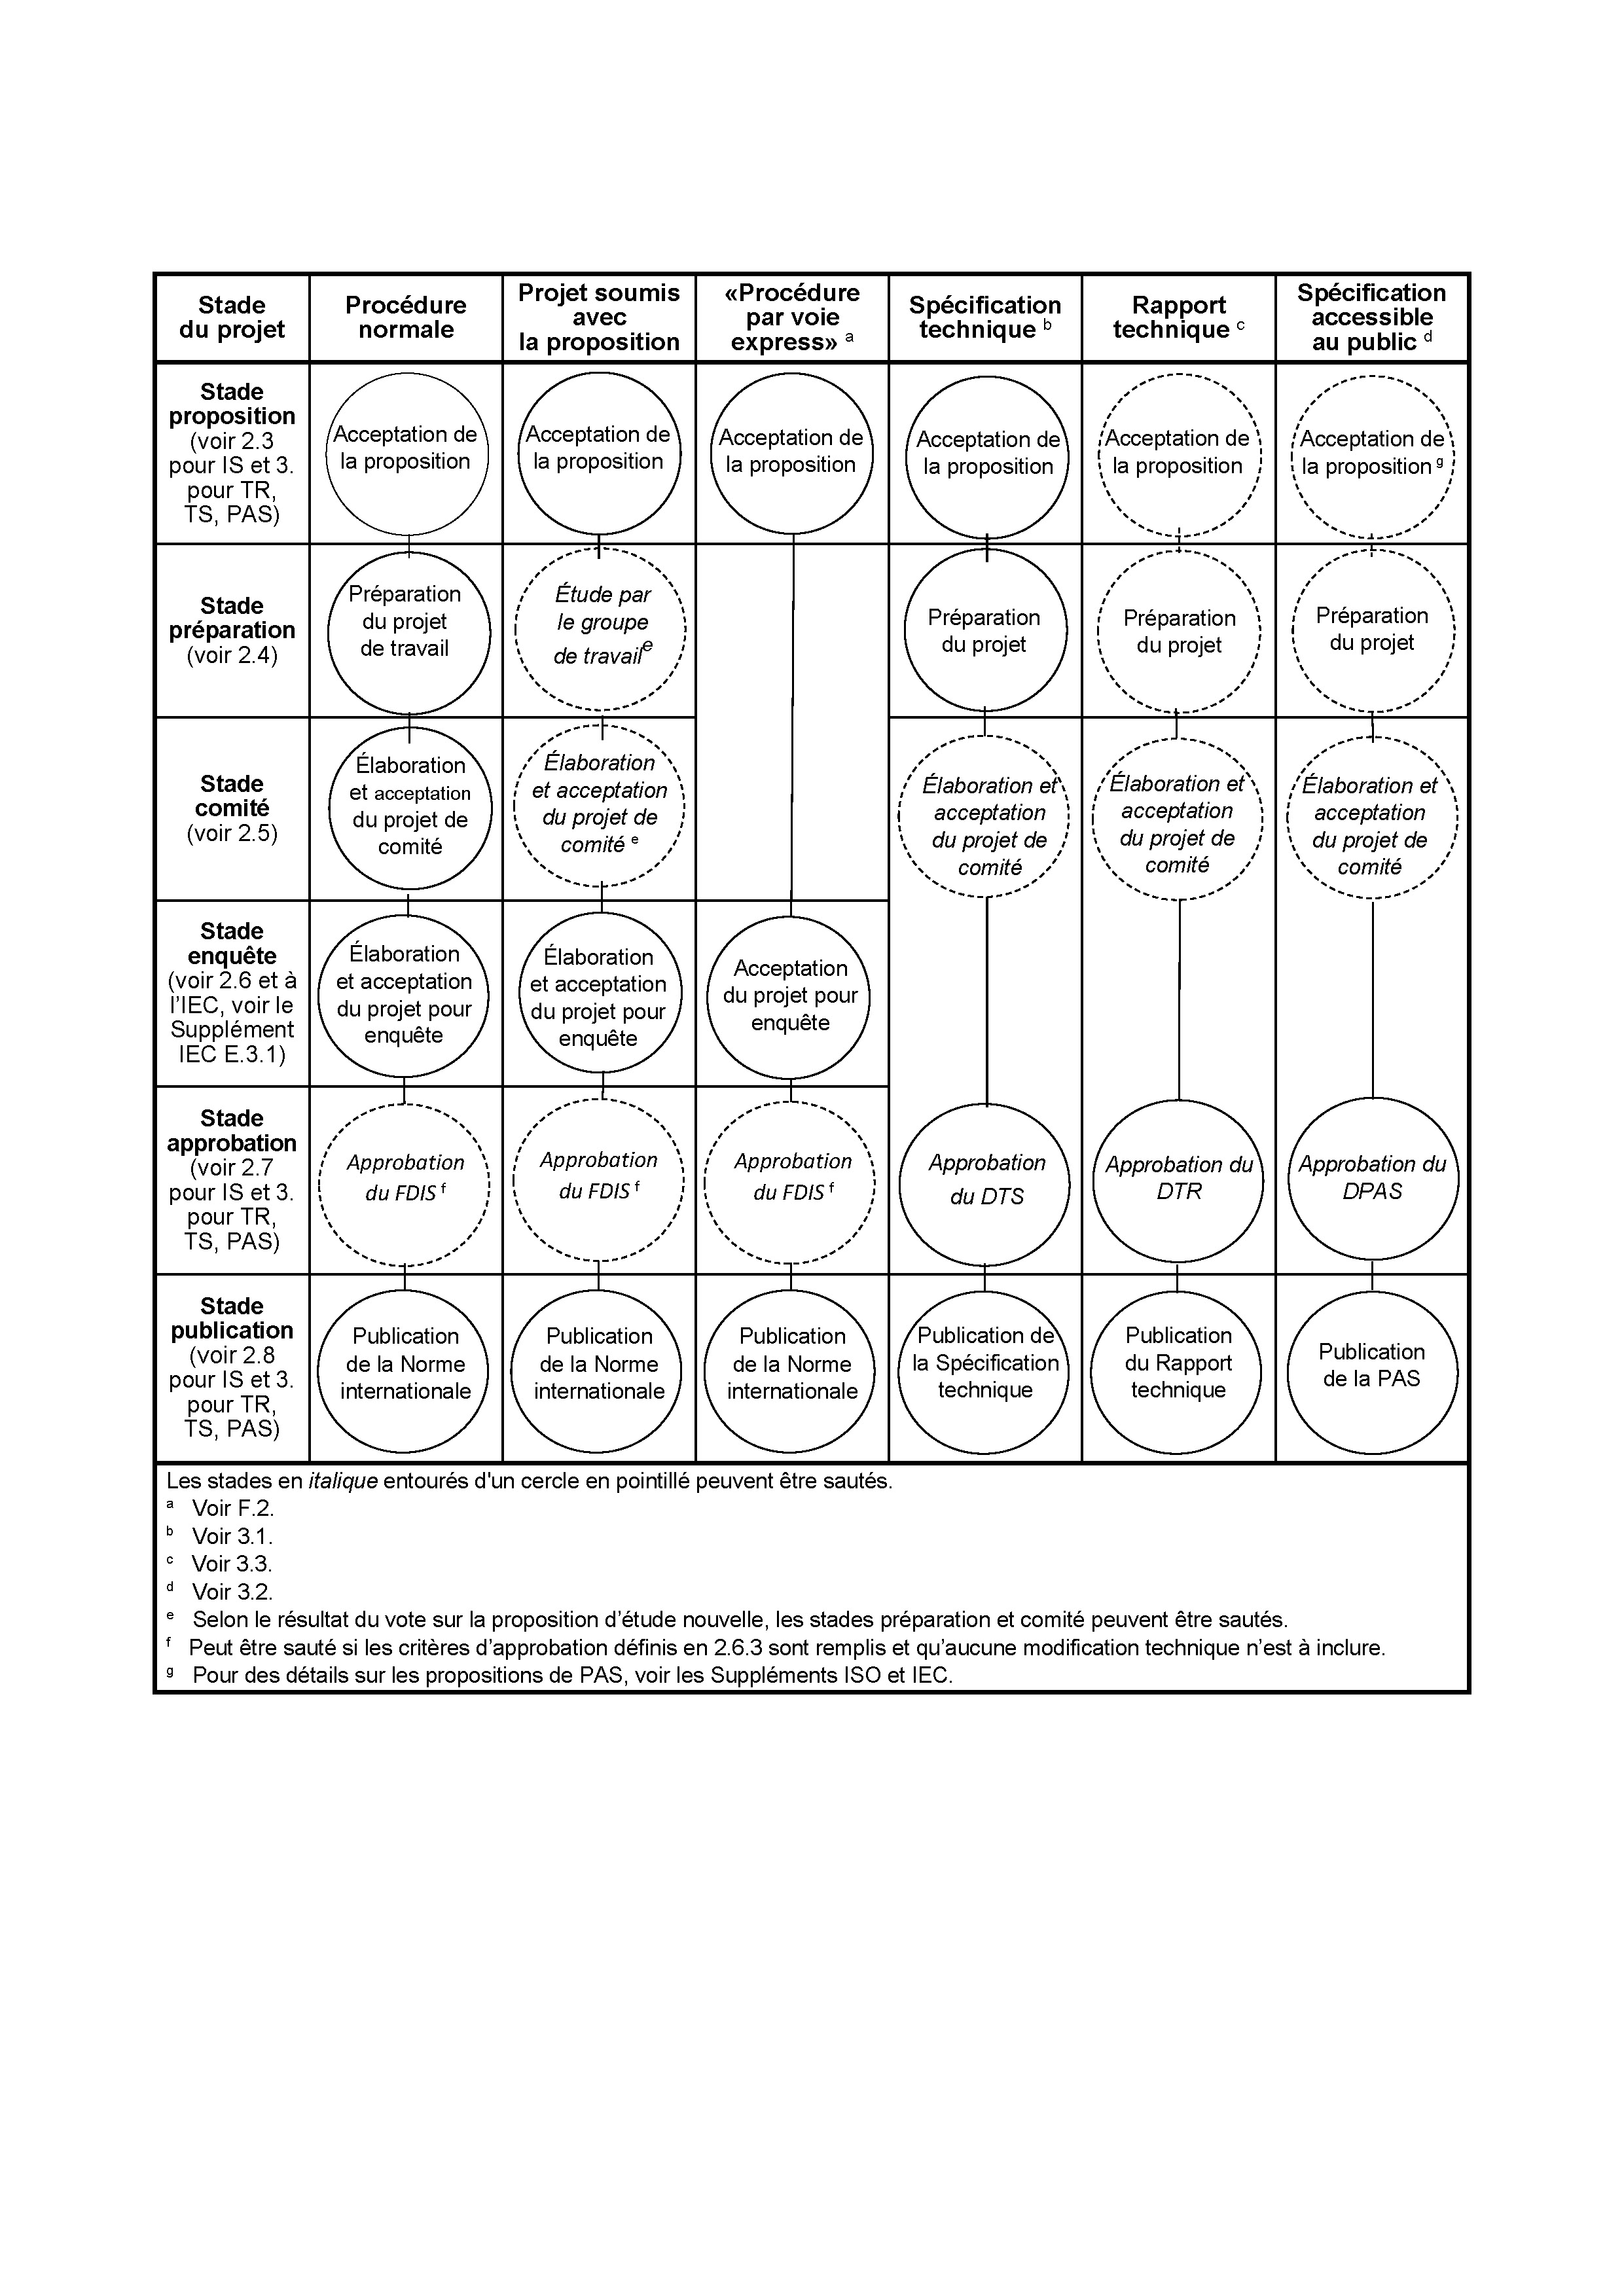 Stade
du projet
Procédure
normale
Projet soumis
avec
la proposition
«Procédure
par voie
express» a
Spécification
technique b
Rapport
technique c
Spécification
accessible
au public d
Stade
proposition
(voir 2.3
pour IS et 3.
pour TR,
TS, PAS)
Acceptation de
la proposition
Acceptation de
la proposition
Acceptation de
la proposition
Acceptation de
la proposition
Acceptation de
la proposition
Acceptation de
la proposition g
Stade
préparation
(voir 2.4)
Préparation
du projet
de travail
Étude par
le groupe
de travail e
Préparation
du projet
Préparation
du projet
Préparation
du projet
Stade
comité
(voir 2.5)
Élaboration
et acceptation
du projet de
comité
Élaboration
et acceptation
du projet de
comité e
Élaboration et
acceptation
du projet de
comité
Élaboration et
acceptation
du projet de
comité
Élaboration et
acceptation
du projet de
comité
Stade
enquête
(voir 2.6 et à
l’IEC, voir le
Supplément
IEC E.3.1)
Élaboration
et acceptation
du projet pour
enquête
Élaboration
et acceptation
du projet pour
enquête
Acceptation
du projet pour
enquête
Stade
approbation
(voir 2.7
pour IS et 3.
pour TR,
TS, PAS)
Approbation
du FDIS f
Approbation
du FDIS f
Approbation
du FDIS f
Approbation
du DTS
Approbation du
DTR
Approbation du
DPAS
Stade
publication
(voir 2.8
pour IS et 3.
pour TR,
TS, PAS)
Publication
de la Norme
internationale
Publication
de la Norme
internationale
Publication
de la Norme
internationale
Publication de
la Spécification
technique
Publication
du Rapport
technique
Publication
de la PAS
Les stades en italique entourés d'un cercle en pointillé peuvent être sautés.
a Voir F.2.
b Voir 3.1.
c Voir 3.3.
d Voir 3.2.
e Selon le résultat du vote sur la proposition d’étude nouvelle, les stades préparation et comité peuvent être sautés.
f Peut être sauté si les critères d’approbation définis en 2.6.3 sont remplis et qu’aucune modification technique n’est à inclure.
g Pour des détails sur les propositions de PAS, voir les Suppléments ISO et IEC.